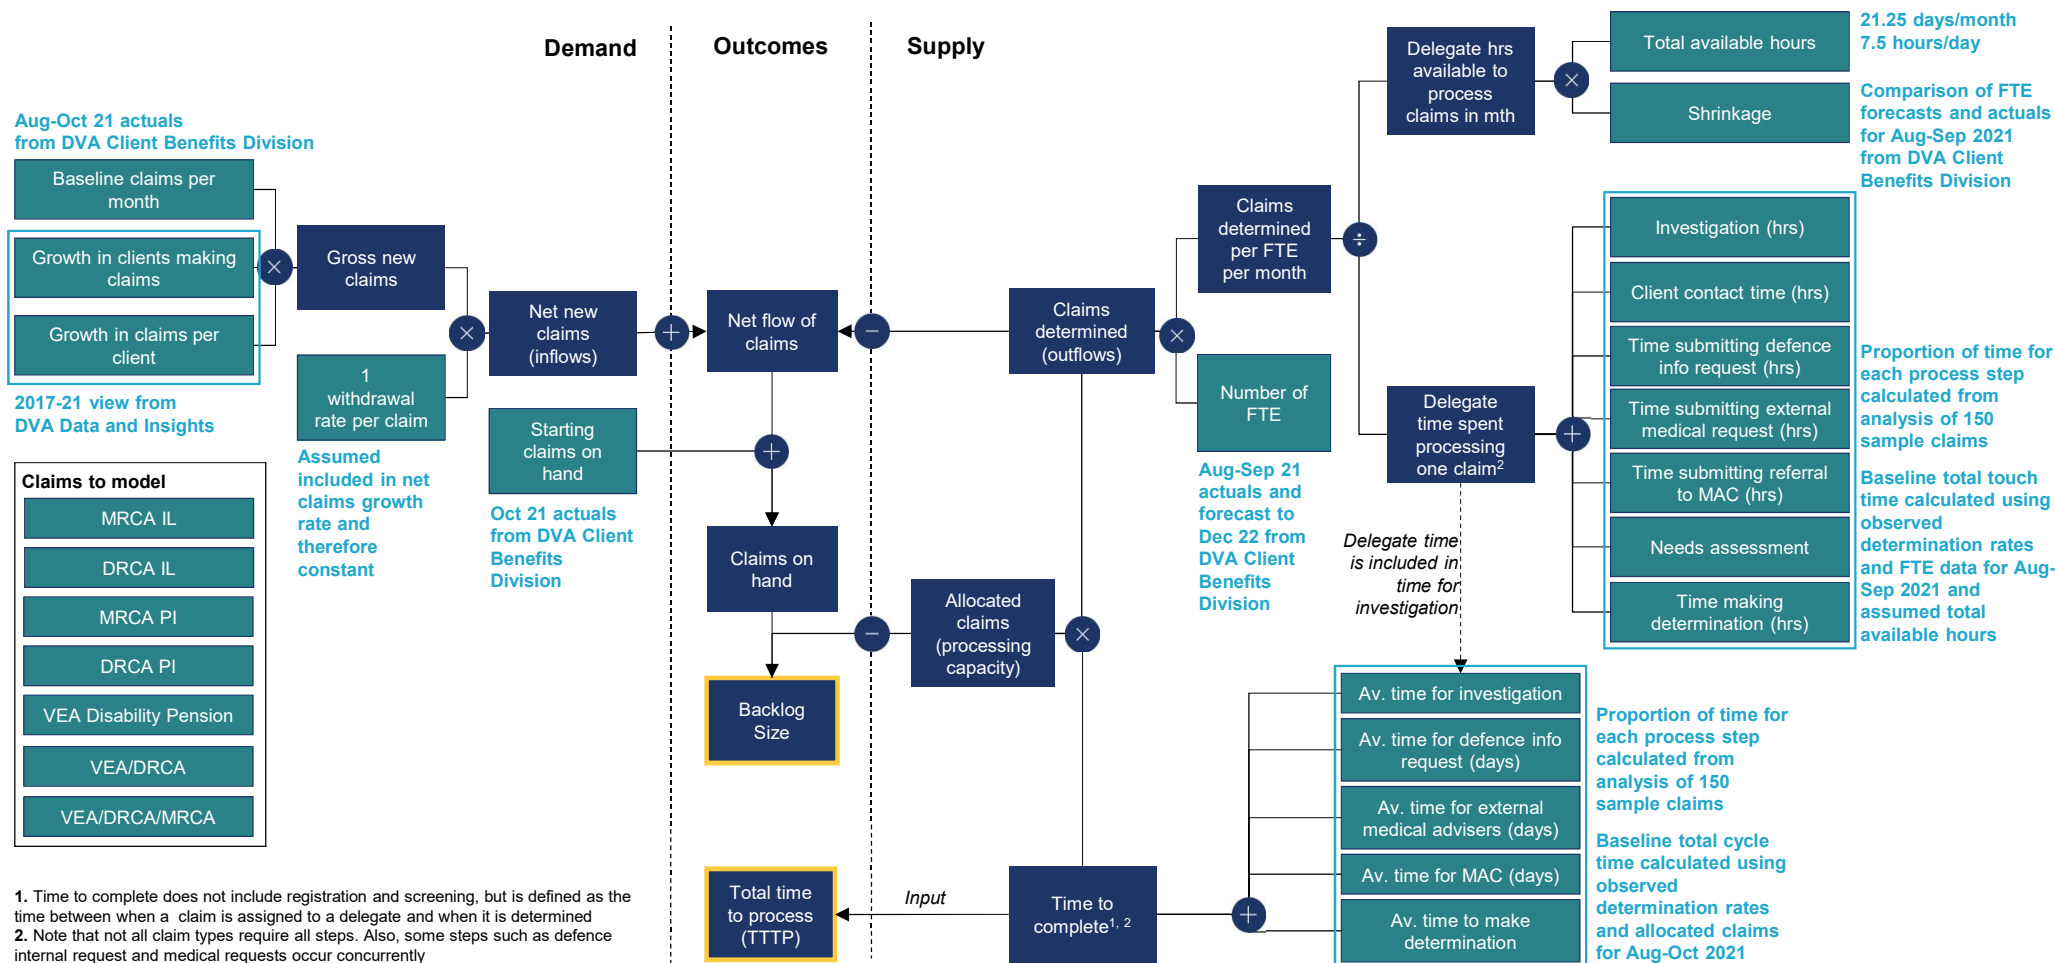 Demand
Outcomes
Supply
Aug-Oct 21 actuals
from DVA Client Benefits Division
Baseline claims per
month
Growth in clients making
claims
Growth in claims per
client
2017-21 view from
DVA Data and Insights
×
Gross new
claims
1
withdrawal
rate per claim
Assumed
included in net
claims growth
rate and
therefore
constant
×
Net new
claims
(inflows)
+
Starting
claims on
hand
Oct 21 actuals
from DVA Client
Benefits
Division
Net flow of
claims
+
Claims on
hand
Backlog
Size
Total time
to process
(TTTP)
−
−
Input
Claims
determined
(outflows)
Allocated
claims
(processing
capacity)
×
Time to
complete1, 2
×
Claims
determined
per FTE
per month
Number of
FTE
Aug-Sep 21
actuals and
forecast to
Dec 22 from
DVA Client
Benefits
Division
÷
Delegate hrs
available to
process
claims in mth
×
Total available hours
Shrinkage
21.25 days/month
7.5 hours/day
Comparison of FTE
forecasts and actuals
for Aug-Sep 2021
from DVA Client
Benefits Division
Delegate
time spent
processing
one claim2
+
Investigation (hrs)
Client contact time (hrs)
Time submitting defence
info request (hrs)
Time submitting external
medical request (hrs)
Time submitting referral
to MAC (hrs)
Needs assessment
Time making
determination (hrs)
Proportion of time for
each process step
calculated from
analysis of 150
sample claims
Baseline total touch
time calculated using
observed
determination rates
and FTE data for Aug-
Sep 2021 and
assumed total
available hours
Delegate time
is included in
time for
investigation
+
Av. time for investigation
Av. time for defence info
request (days)
Av. time for external
medical advisers (days)
Av. time for MAC (days)
Av. time to make
determination
Proportion of time for
each process step
calculated from
analysis of 150
sample claims
Baseline total cycle
time calculated using
observed
determination rates
and allocated claims
for Aug-Oct 2021
Claims to model
MRCA IL
DRCA IL
MRCA PI
DRCA PI
VEA Disability Pension
VEA/DRCA
VEA/DRCA/MRCA
1. Time to complete does not include registration and screening, but is defined as the
time between when a claim is assigned to a delegate and when it is determined
2. Note that not all claim types require all steps. Also, some steps such as defence
internal request and medical requests occur concurrently